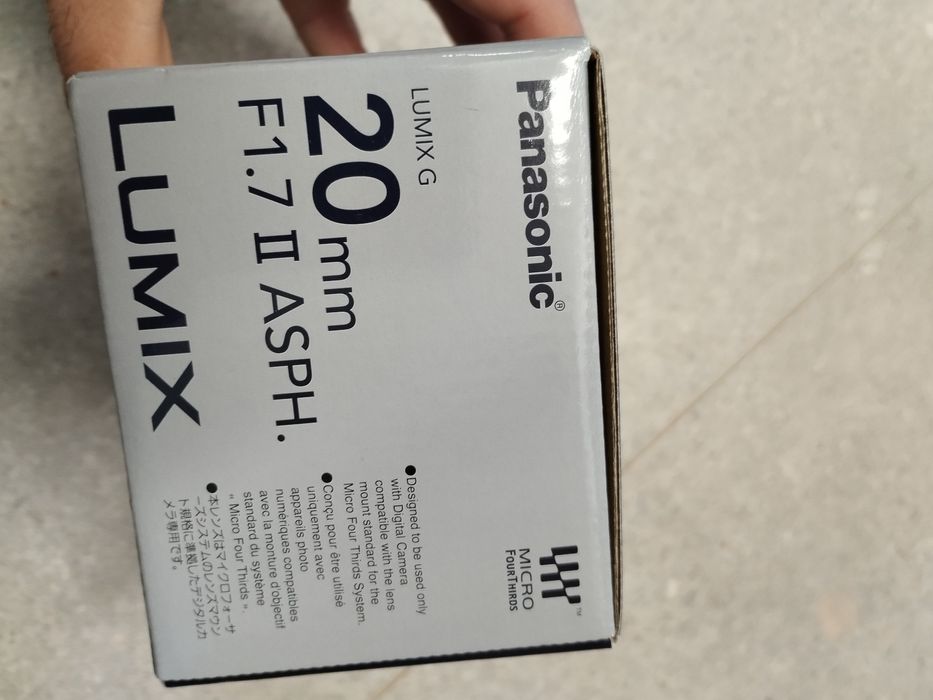 Panasonic®
LUMIX G
20mm
F1.7 II ASPH.
LUMIX
MICRO
FOURTHIRDS
TM
●Designed to be used only
with Digital Camera
compatible with the lens
mount standard for the
Micro Four Thirds System.
●Conçu pour être utilisé
uniquement avec
appareils photo
numériques compatibles
avec la monture d'objectif
standard du système
« Micro Four Thirds ».
●本レンズはマイクロフォーサ
ーズシステムのレンズマウン
ト規格に準拠したデジタルカ
メラ専用です。